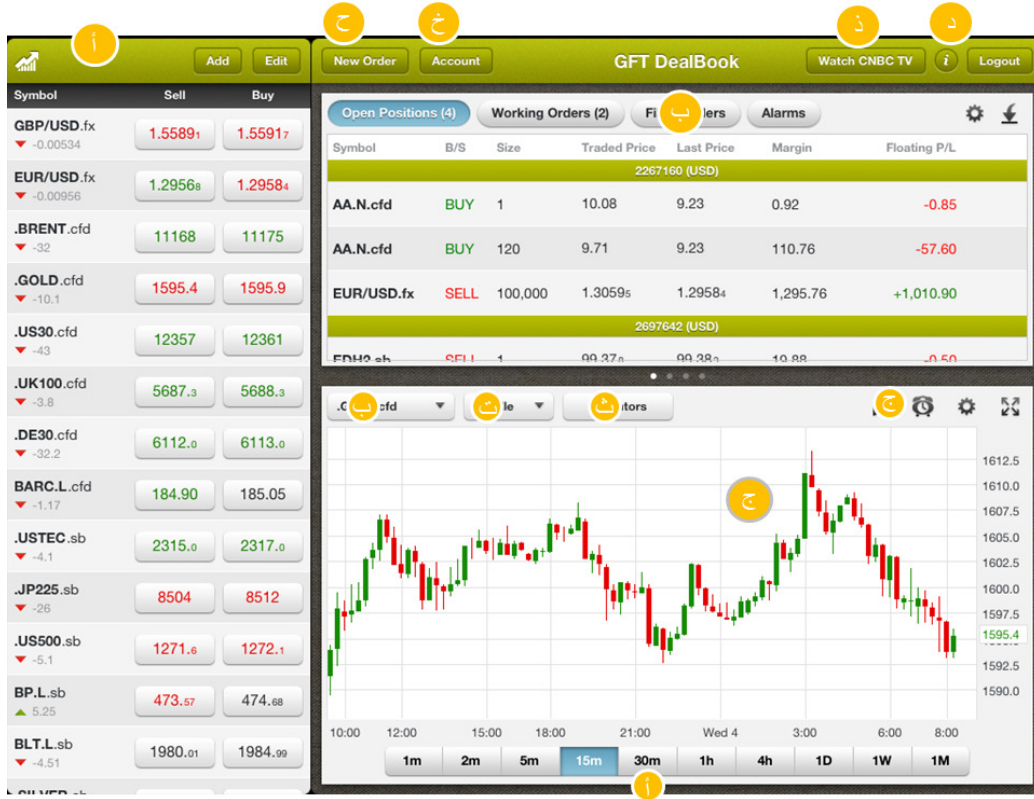 أ
ح
خ
ذ
د
Add
Edit
New Order
Account
GFT DealBook
Watch CNBC TV
i
Logout
Symbol Sell Buy
GBP/USD.fx 1.55891 1.55917
-0.00534
EUR/USD.fx 1.29568 1.29584
-0.00956
.BRENT.cfd 11168 11175
-32
.GOLD.cfd 1595.4 1595.9
-10.1
.US30.cfd 12357 12361
-43
.UK100.cfd 5687.3 5688.3
-3.8
.DE30.cfd 6112.0 6113.0
-32.2
BARC.L.cfd 184.90 185.05
-1.17
.USTEC.sb 2315.0 2317.0
-4.1
.JP225.sb 8504 8512
-26
.US500.sb 1271.6 1272.1
-5.1
BP.L.sb 473.57 474.68
5.25
BLT.L.sb 1980.01 1984.99
-4.51
Open Positions (4)
Working Orders (2)
ب
Alarms
Symbol B/S Size Traded Price Last Price Margin Floating P/L
2267160 (USD)
AA.N.cfd BUY 1 10.08 9.23 0.92 -0.85
AA.N.cfd BUY 120 9.71 9.23 110.76 -57.60
EUR/USD.fx SELL 100,000 1.30595 1.29584 1,295.76 +1,010.90
2697642 (USD)
ب
ت
ث
ج
ج
1612.5
1610.0
1607.5
1605.0
1602.5
1600.0
1597.5
1595.4
1592.5
1590.0
10:00 12:00 15:00 18:00 21:00 Wed 4 3:00 6:00 8:00
1m 2m 5m 15m 30m 1h 4h 1D 1W 1M
أ